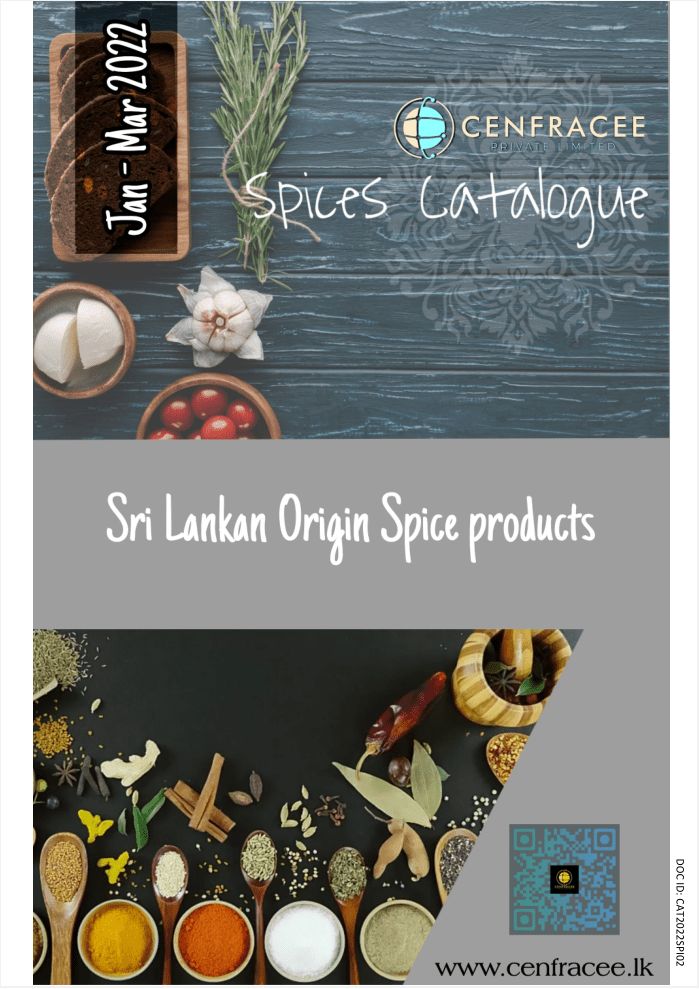 Jan - Mar 2022
CENFRACEE
PRIVATE LIMITED
Spices Catalogue
Sri Lankan Origin Spice products
CENFRACEE
www.cenfracee.lk
DOC ID: CAT2022SPI02